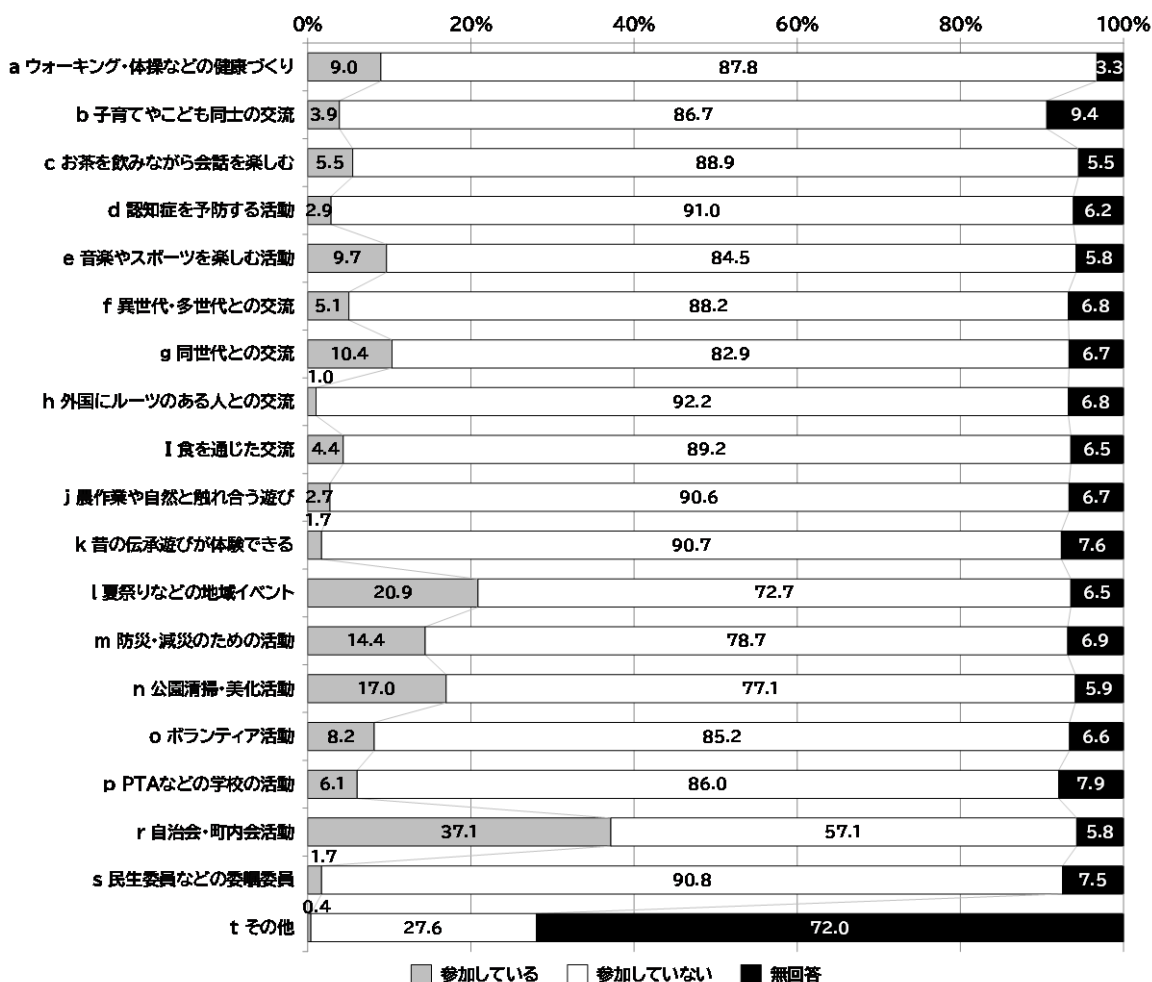 0% 20% 40% 60% 80% 100%
a ウォーキング・体操などの健康づくり 9.0 87.8 3.3
b 子育てやこども同士の交流 3.9 86.7 9.4
c お茶を飲みながら会話を楽しむ 5.5 88.9 5.5
d 認知症を予防する活動 2.9 91.0 6.2
e 音楽やスポーツを楽しむ活動 9.7 84.5 5.8
f 異世代・多世代との交流 5.1 88.2 6.8
g 同世代との交流 10.4 82.9 6.7
1.0
h 外国にルーツのある人との交流 92.2 6.8
I 食を通じた交流 4.4 89.2 6.5
j 農作業や自然と触れ合う遊び 2.7 90.6 6.7
1.7
k 昔の伝承遊びが体験できる 90.7 7.6
l 夏祭りなどの地域イベント 20.9 72.7 6.5
m 防災・減災のための活動 14.4 78.7 6.9
n 公園清掃・美化活動 17.0 77.1 5.9
o ボランティア活動 8.2 85.2 6.6
p PTAなどの学校の活動 6.1 86.0 7.9
r 自治会・町内会活動 37.1 57.1 5.8
1.7
s 民生委員などの委嘱委員 90.8 7.5
0.4
t その他 27.6 72.0
参加している 参加していない 無回答